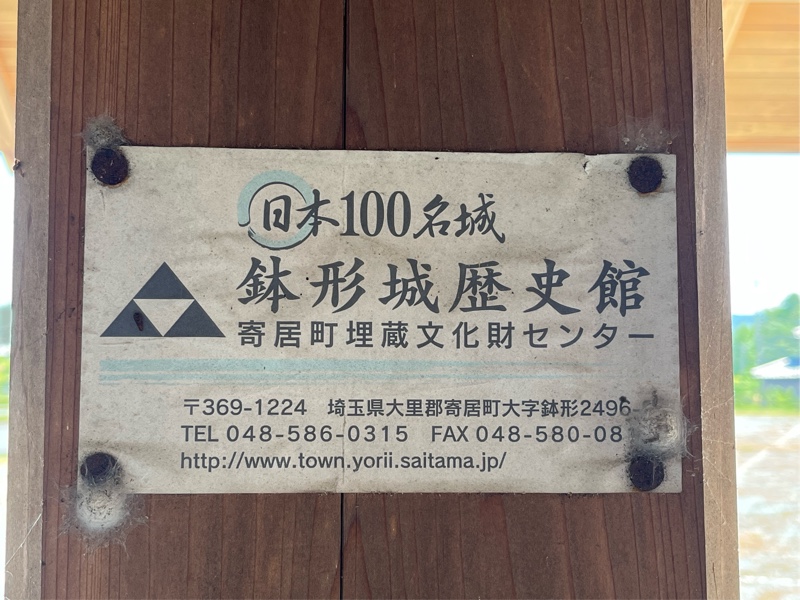 日本100名城
鉢形城歴史館
寄居町埋蔵文化財センター
〒369-1224 埼玉県大里郡寄居町大字鉢形2496-
TEL 048-586-0315 FAX 048-580-08
http://www.town.yorii.saitama.jp/